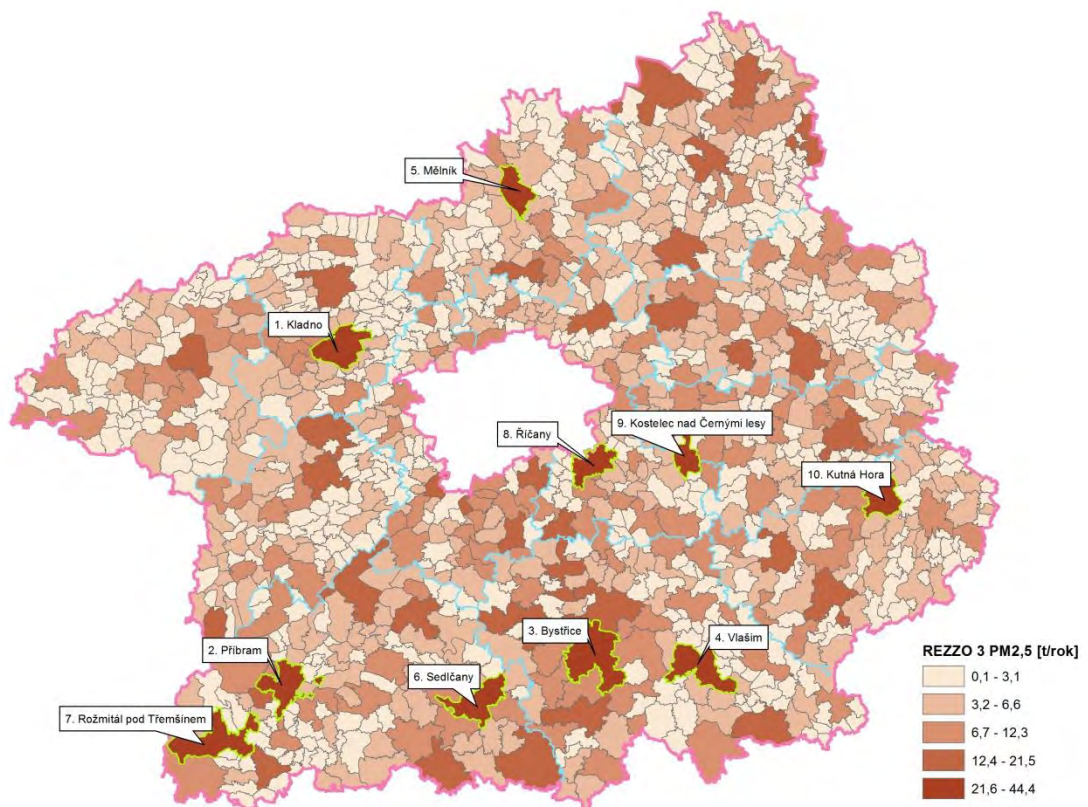 5. Mělník
1. Kladno
8. Říčany
9. Kostelec nad Černými lesy
10. Kutná Hora
2. Příbram
3. Bystřice
4. Vlašim
6. Sedlčany
7. Rožmitál pod Třemšínem
REZZO 3 PM2,5 [t/rok]
0,1 - 3,1
3,2 - 6,6
6,7 - 12,3
12,4 - 21,5
21,6 - 44,4